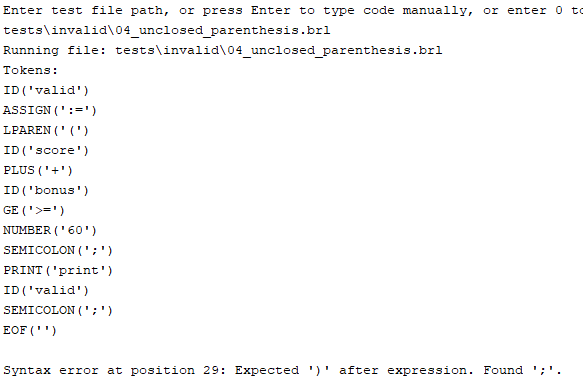 Enter test file path, or press Enter to type code manually, or enter 0 to
tests\invalid\04_unclosed_parenthesis.brl
Running file: tests\invalid\04_unclosed_parenthesis.brl
Tokens:
ID('valid')
ASSIGN(':=')
LPAREN('(')
ID('score')
PLUS('+')
ID('bonus')
GE('>=')
NUMBER('60')
SEMICOLON(';')
PRINT('print')
ID('valid')
SEMICOLON(';')
EOF('')
Syntax error at position 29: Expected ')' after expression. Found ';'.